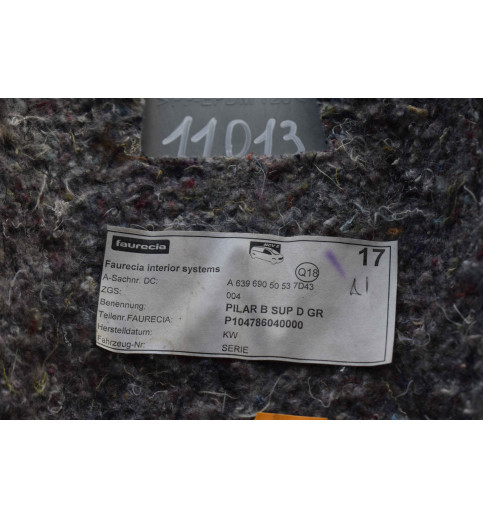 11013
faurecia
17
Faurecia interior systems
Q18
A-Sachnr. DC: A 639 690 50 53 7D43
ZGS: 004
Benennung: PILAR B SUP D GR
Teilenr.FAURECIA: P104786040000
Herstelldatum: KW
Fahrzeug-Nr: SERIE